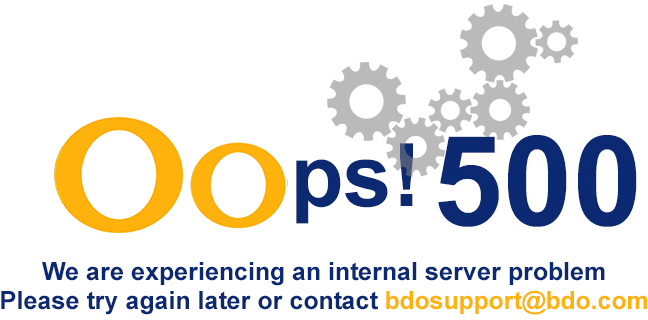 Oops! 500
We are experiencing an internal server problem
Please try again later or contact bdosupport@bdo.com